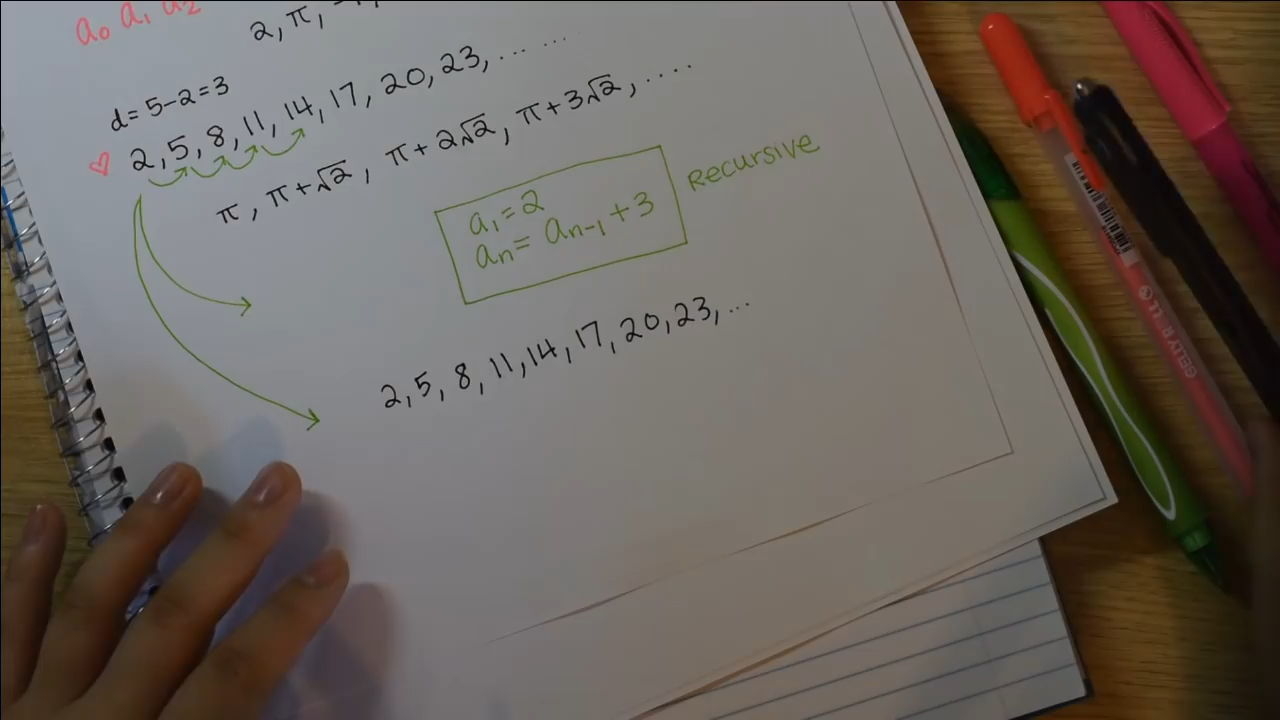 a₀ a₁ a₂
2, π,
d = 5-2 = 3
2, 5, 8, 11, 14, 17, 20, 23, ... ...
π, π+√2, π+2√2, π+3√2, ....
a₁ = 2
aₙ = aₙ₋₁ + 3
Recursive
2, 5, 8, 11, 14, 17, 20, 23, ...
GELLY R LL